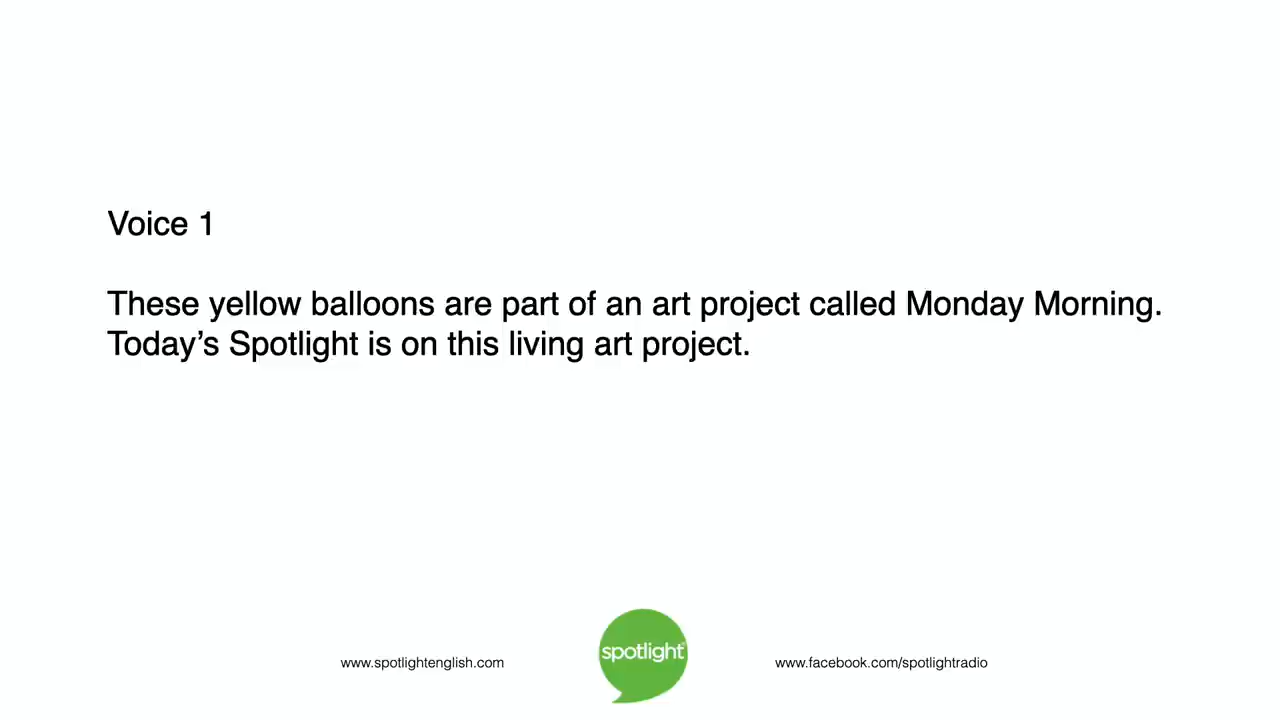 Voice 1
These yellow balloons are part of an art project called Monday Morning.
Today’s Spotlight is on this living art project.
www.spotlightenglish.com
spotlight
www.facebook.com/spotlightradio